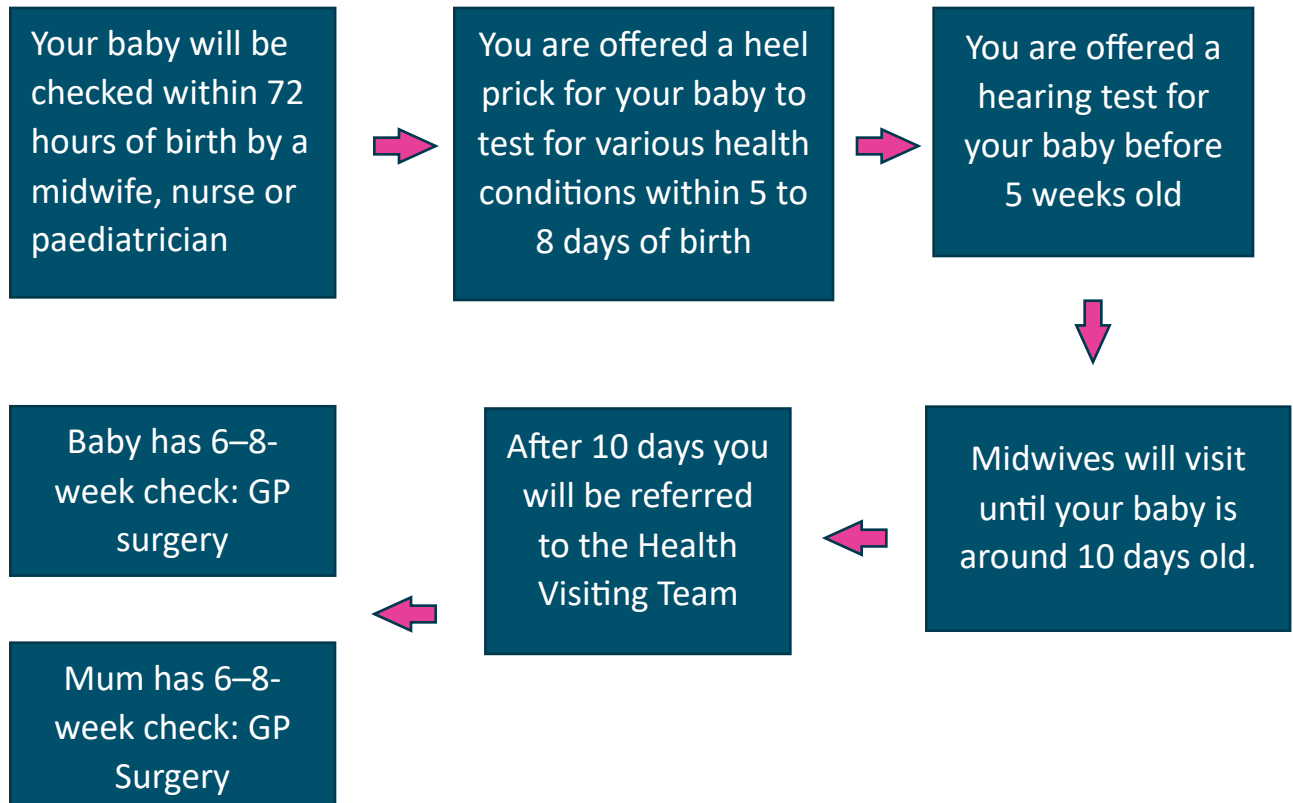 Your baby will be
checked within 72
hours of birth by a
midwife, nurse or
paediatrician
You are offered a heel
prick for your baby to
test for various health
conditions within 5 to
8 days of birth
You are offered a
hearing test for
your baby before
5 weeks old
Midwives will visit
until your baby is
around 10 days old.
After 10 days you
will be referred
to the Health
Visiting Team
Baby has 6–8-
week check: GP
surgery
Mum has 6–8-
week check: GP
Surgery